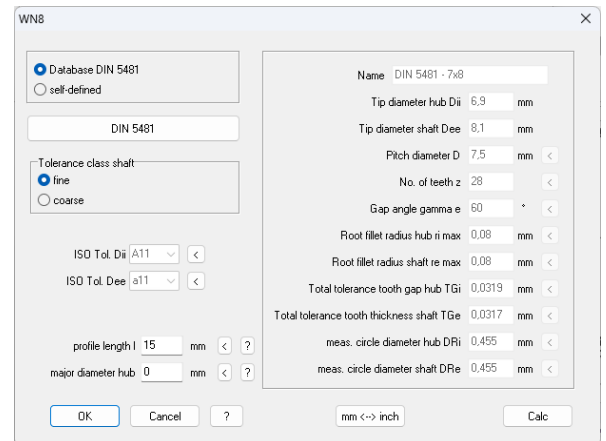 WN8
Database DIN 5481
self-defined
DIN 5481
Tolerance class shaft
fine
coarse
ISO Tol. Dii A11 <
ISO Tol. Dee a11 <
profile length l 15 mm < ?
major diameter hub 0 mm < ?
Name DIN 5481 - 7x8
Tip diameter hub Dii 6,9 mm
Tip diameter shaft Dee 8,1 mm
Pitch diameter D 7,5 mm <
No. of teeth z 28 <
Gap angle gamma e 60 ° <
Root fillet radius hub ri max 0,08 mm <
Root fillet radius shaft re max 0,08 mm <
Total tolerance tooth gap hub TGi 0,0319 mm <
Total tolerance tooth thickness shaft TGe 0,0317 mm <
meas. circle diameter hub DRi 0,455 mm <
meas. circle diameter shaft DRe 0,455 mm <
OK Cancel ? mm <--> inch Calc